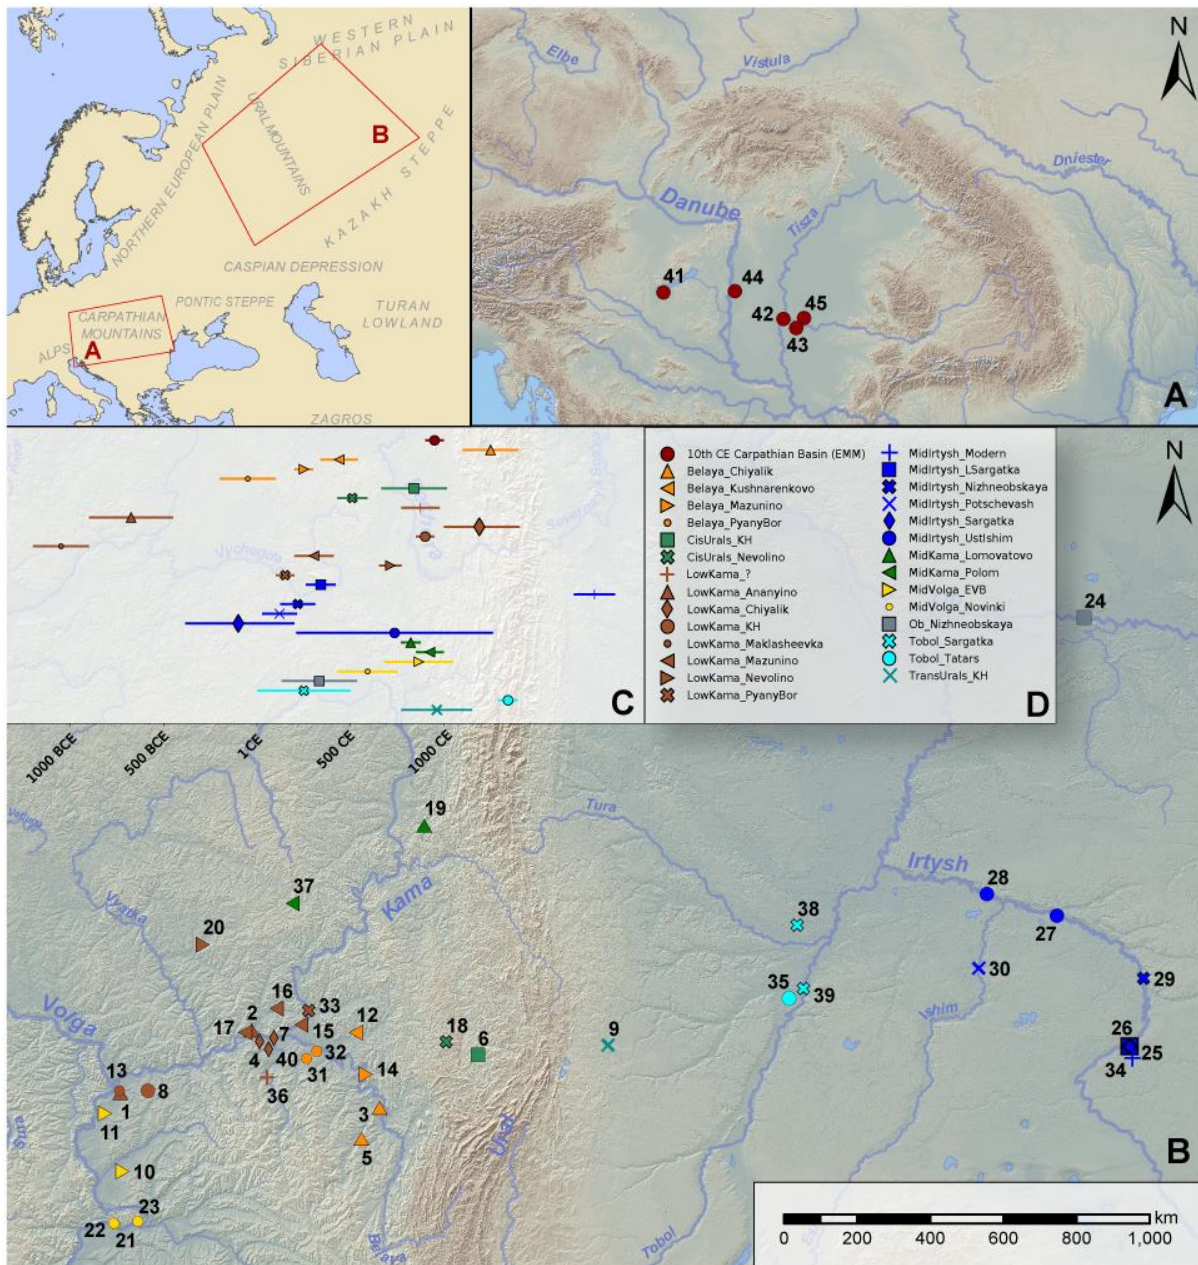 WESTERN
SIBERIAN PLAIN
NORTHERN EUROPEAN PLAIN
URALMOUNTAINS
B
KAZAKH STEPPE
CASPIAN DEPRESSION
PONTIC STEPPE
TURAN
LOWLAND
CARPATHIAN
MOUNTAINS
ALPS
A
ZAGROS
Elbe
Vistula
N
Dniester
Danube
Tisza
41
44
42
45
43
A
Vychegda
C
1000 BCE
500 BCE
1 CE
500 CE
1000 CE
10th CE Carpathian Basin (EMM)
Belaya_Chiyalik
Belaya_Kushnarenkovo
Belaya_Mazunino
Belaya_PyanyBor
CisUrals_KH
CisUrals_Nevolino
LowKama_?
LowKama_Ananyino
LowKama_Chiyalik
LowKama_KH
LowKama_Maklasheevka
LowKama_Mazunino
LowKama_Nevolino
LowKama_PyanyBor
MidIrtysh_Modern
MidIrtysh_LSargatka
MidIrtysh_Nizhneobskaya
MidIrtysh_Potschevash
MidIrtysh_Sargatka
MidIrtysh_UstIshim
MidKama_Lomovatovo
MidKama_Polom
MidVolga_EVB
MidVolga_Novinki
Ob_Nizhneobskaya
Tobol_Sargatka
Tobol_Tatars
TransUrals_KH
D
N
24
19
Tura
Irtysh
28
27
37
Kama
Vyatka
20
38
30
29
35
39
Ishim
16
33
Volga
17
2
7
15
12
18
6
9
26
4
40
32
31
25
34
36
14
13
8
1
11
3
5
Ural
10
B
22
23
21
Belaya
Tobol
km
0
200
400
600
800
1,000